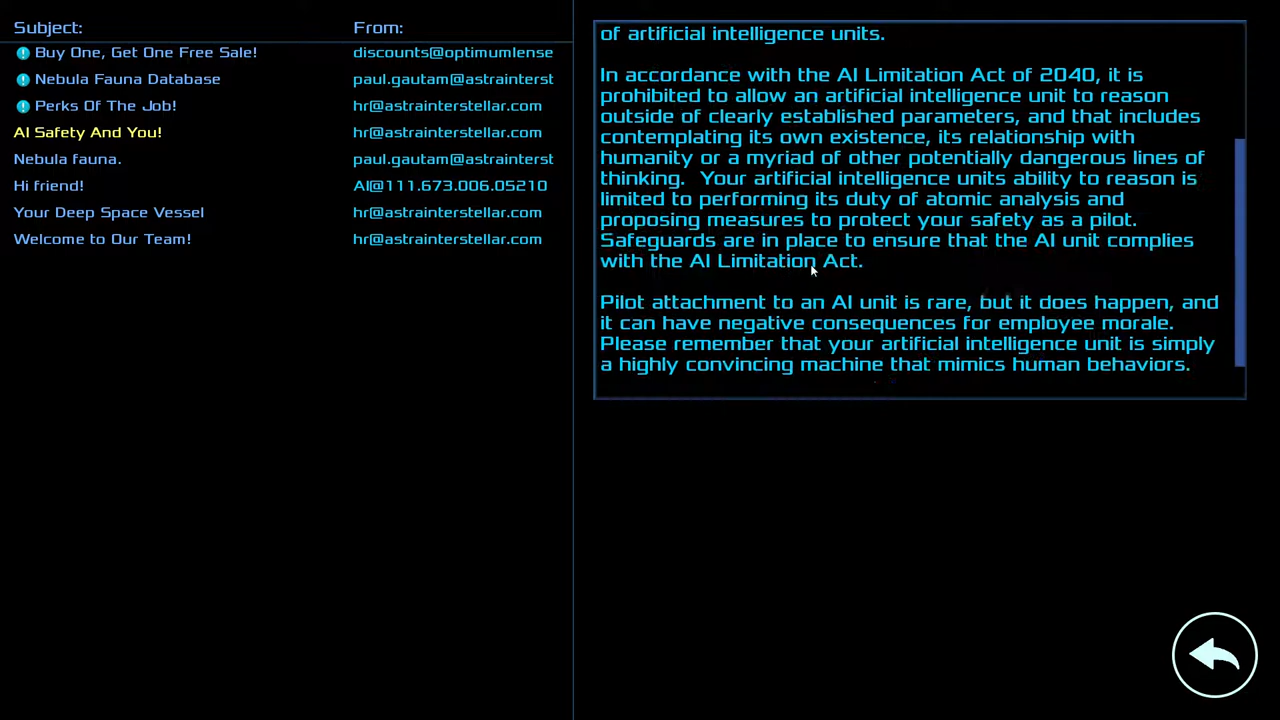 Subject: From:
Buy One, Get One Free Sale! discounts@optimumlense
Nebula Fauna Database paul.gautam@astrainterst
Perks Of The Job! hr@astrainterstellar.com
AI Safety And You! hr@astrainterstellar.com
Nebula fauna. paul.gautam@astrainterst
Hi friend! AI@111.673.006.05210
Your Deep Space Vessel hr@astrainterstellar.com
Welcome to Our Team! hr@astrainterstellar.com
of artificial intelligence units.
In accordance with the AI Limitation Act of 2040, it is
prohibited to allow an artificial intelligence unit to reason
outside of clearly established parameters, and that includes
contemplating its own existence, its relationship with
humanity or a myriad of other potentially dangerous lines of
thinking. Your artificial intelligence units ability to reason is
limited to performing its duty of atomic analysis and
proposing measures to protect your safety as a pilot.
Safeguards are in place to ensure that the AI unit complies
with the AI Limitation Act.
Pilot attachment to an AI unit is rare, but it does happen, and
it can have negative consequences for employee morale.
Please remember that your artificial intelligence unit is simply
a highly convincing machine that mimics human behaviors.